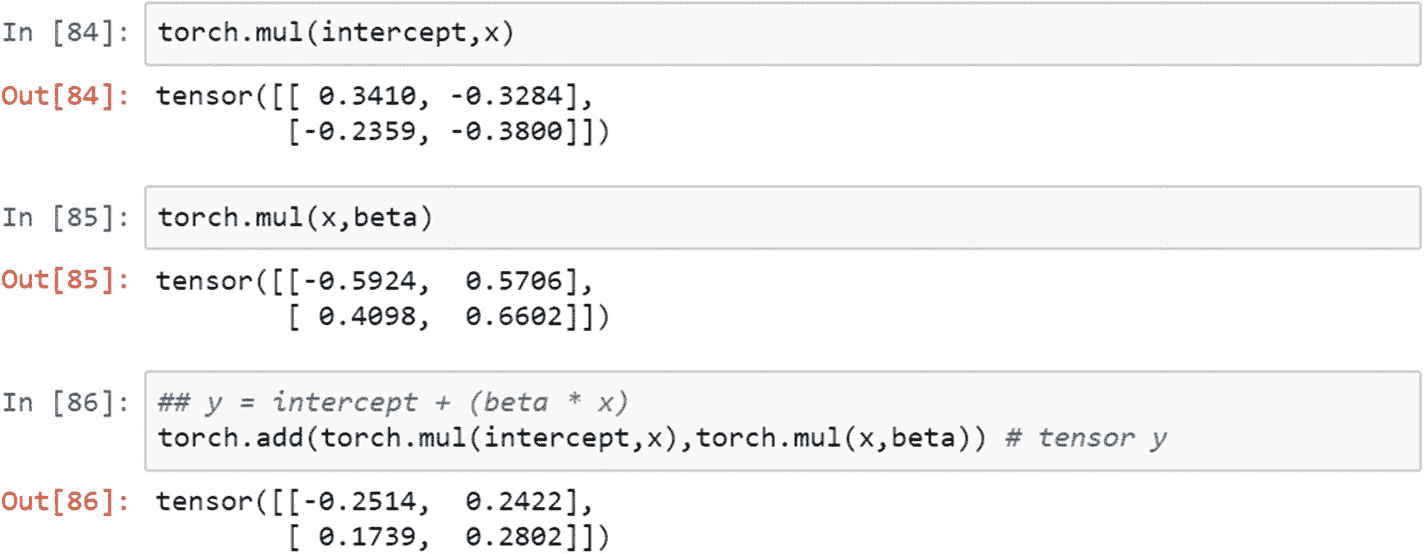 In [84]: torch.mul(intercept,x)
Out[84]: tensor([[ 0.3410, -0.3284],
[-0.2359, -0.3800]])
In [85]: torch.mul(x,beta)
Out[85]: tensor([[-0.5924,  0.5706],
[ 0.4098,  0.6602]])
In [86]: ## y = intercept + (beta * x)
torch.add(torch.mul(intercept,x),torch.mul(x,beta)) # tensor y
Out[86]: tensor([[-0.2514,  0.2422],
[ 0.1739,  0.2802]])